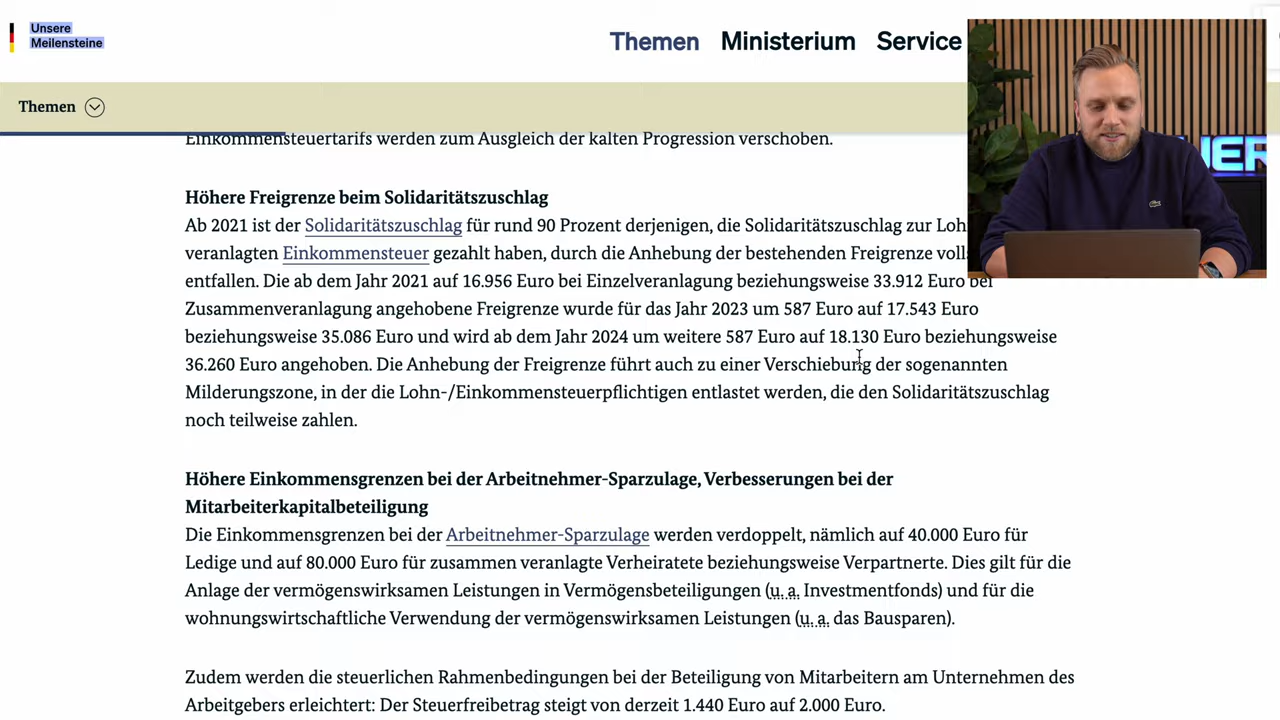 Unsere
Meilensteine
Themen Ministerium Service
Themen
Einkommensteuertarifs werden zum Ausgleich der kalten Progression verschoben.
Höhere Freigrenze beim Solidaritätszuschlag
Ab 2021 ist der Solidaritätszuschlag für rund 90 Prozent derjenigen, die Solidaritätszuschlag zur
veranlagten Einkommensteuer gezahlt haben, durch die Anhebung der bestehenden Freigrenze
entfallen. Die ab dem Jahr 2021 auf 16.956 Euro bei Einzelveranlagung beziehungsweise 33.912 Euro bei
Zusammenveranlagung angehobene Freigrenze wurde für das Jahr 2023 um 587 Euro auf 17.543 Euro
beziehungsweise 35.086 Euro und wird ab dem Jahr 2024 um weitere 587 Euro auf 18.130 Euro beziehungsweise
36.260 Euro angehoben. Die Anhebung der Freigrenze führt auch zu einer Verschiebung der sogenannten
Milderungszone, in der die Lohn-/Einkommensteuerpflichtigen entlastet werden, die den Solidaritätszuschlag
noch teilweise zahlen.
Höhere Einkommensgrenzen bei der Arbeitnehmer-Sparzulage, Verbesserungen bei der
Mitarbeiterkapitalbeteiligung
Die Einkommensgrenzen bei der Arbeitnehmer-Sparzulage werden verdoppelt, nämlich auf 40.000 Euro für
Ledige und auf 80.000 Euro für zusammen veranlagte Verheiratete beziehungsweise Verpartnerte. Dies gilt für die
Anlage der vermögenswirksamen Leistungen in Vermögensbeteiligungen (u. a. Investmentfonds) und für die
wohnungswirtschaftliche Verwendung der vermögenswirksamen Leistungen (u. a. das Bausparen).
Zudem werden die steuerlichen Rahmenbedingungen bei der Beteiligung von Mitarbeitern am Unternehmen des
Arbeitgebers erleichtert: Der Steuerfreibetrag steigt von derzeit 1.440 Euro auf 2.000 Euro.